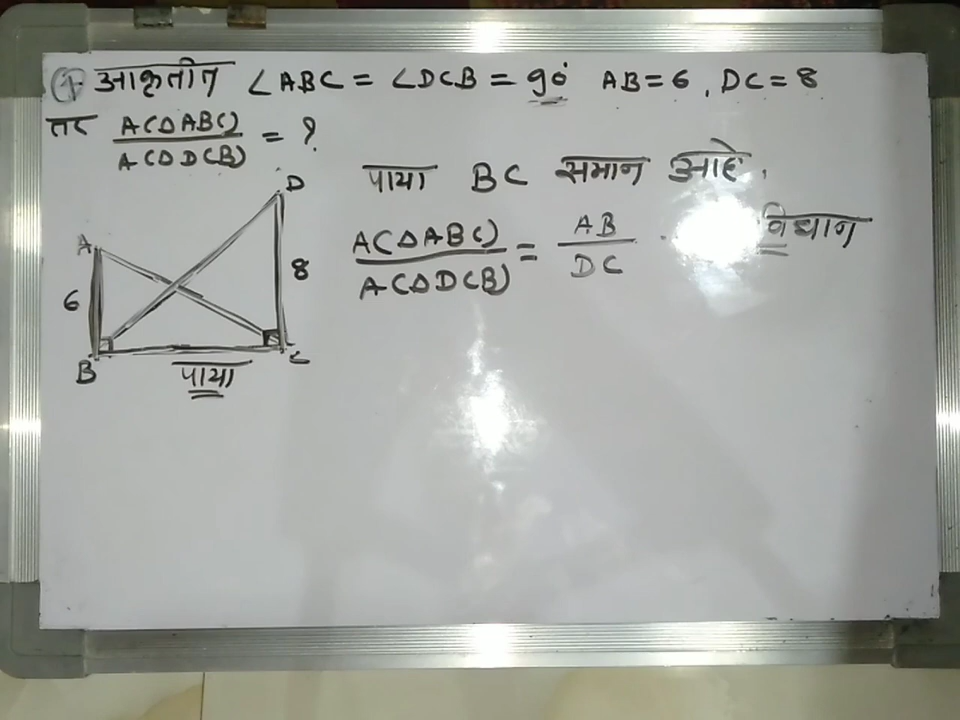 1. आकृतीत ∠ABC = ∠DCB = 90° AB = 6, DC = 8
तर A(△ABC) / A(△DCB) = ?
पाया BC समान आहे.
A(△ABC) / A(△DCB) = AB / DC . विधान
D
A
6
8
B
C
पाया